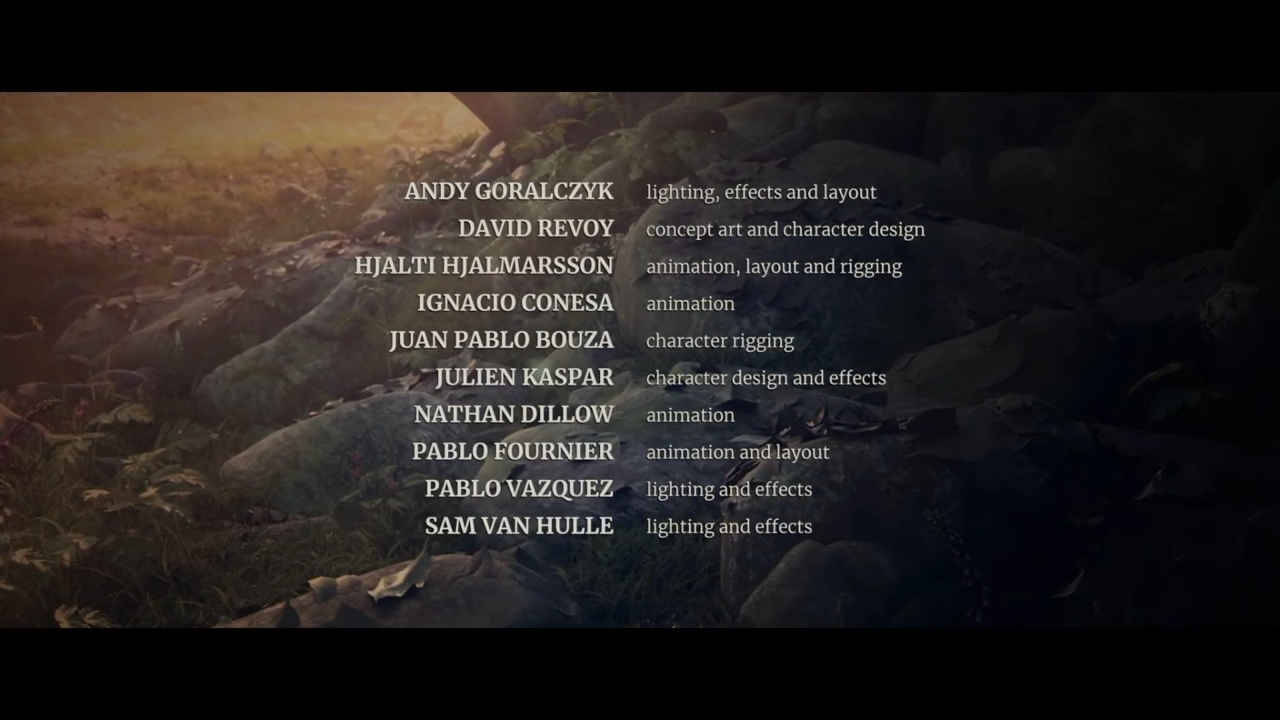 ANDY GORALCZYK lighting, effects and layout
DAVID REVOY concept art and character design
HJALTI HJALMARSSON animation, layout and rigging
IGNACIO CONESA animation
JUAN PABLO BOUZA character rigging
JULIEN KASPAR character design and effects
NATHAN DILLOW animation
PABLO FOURNIER animation and layout
PABLO VAZQUEZ lighting and effects
SAM VAN HULLE lighting and effects